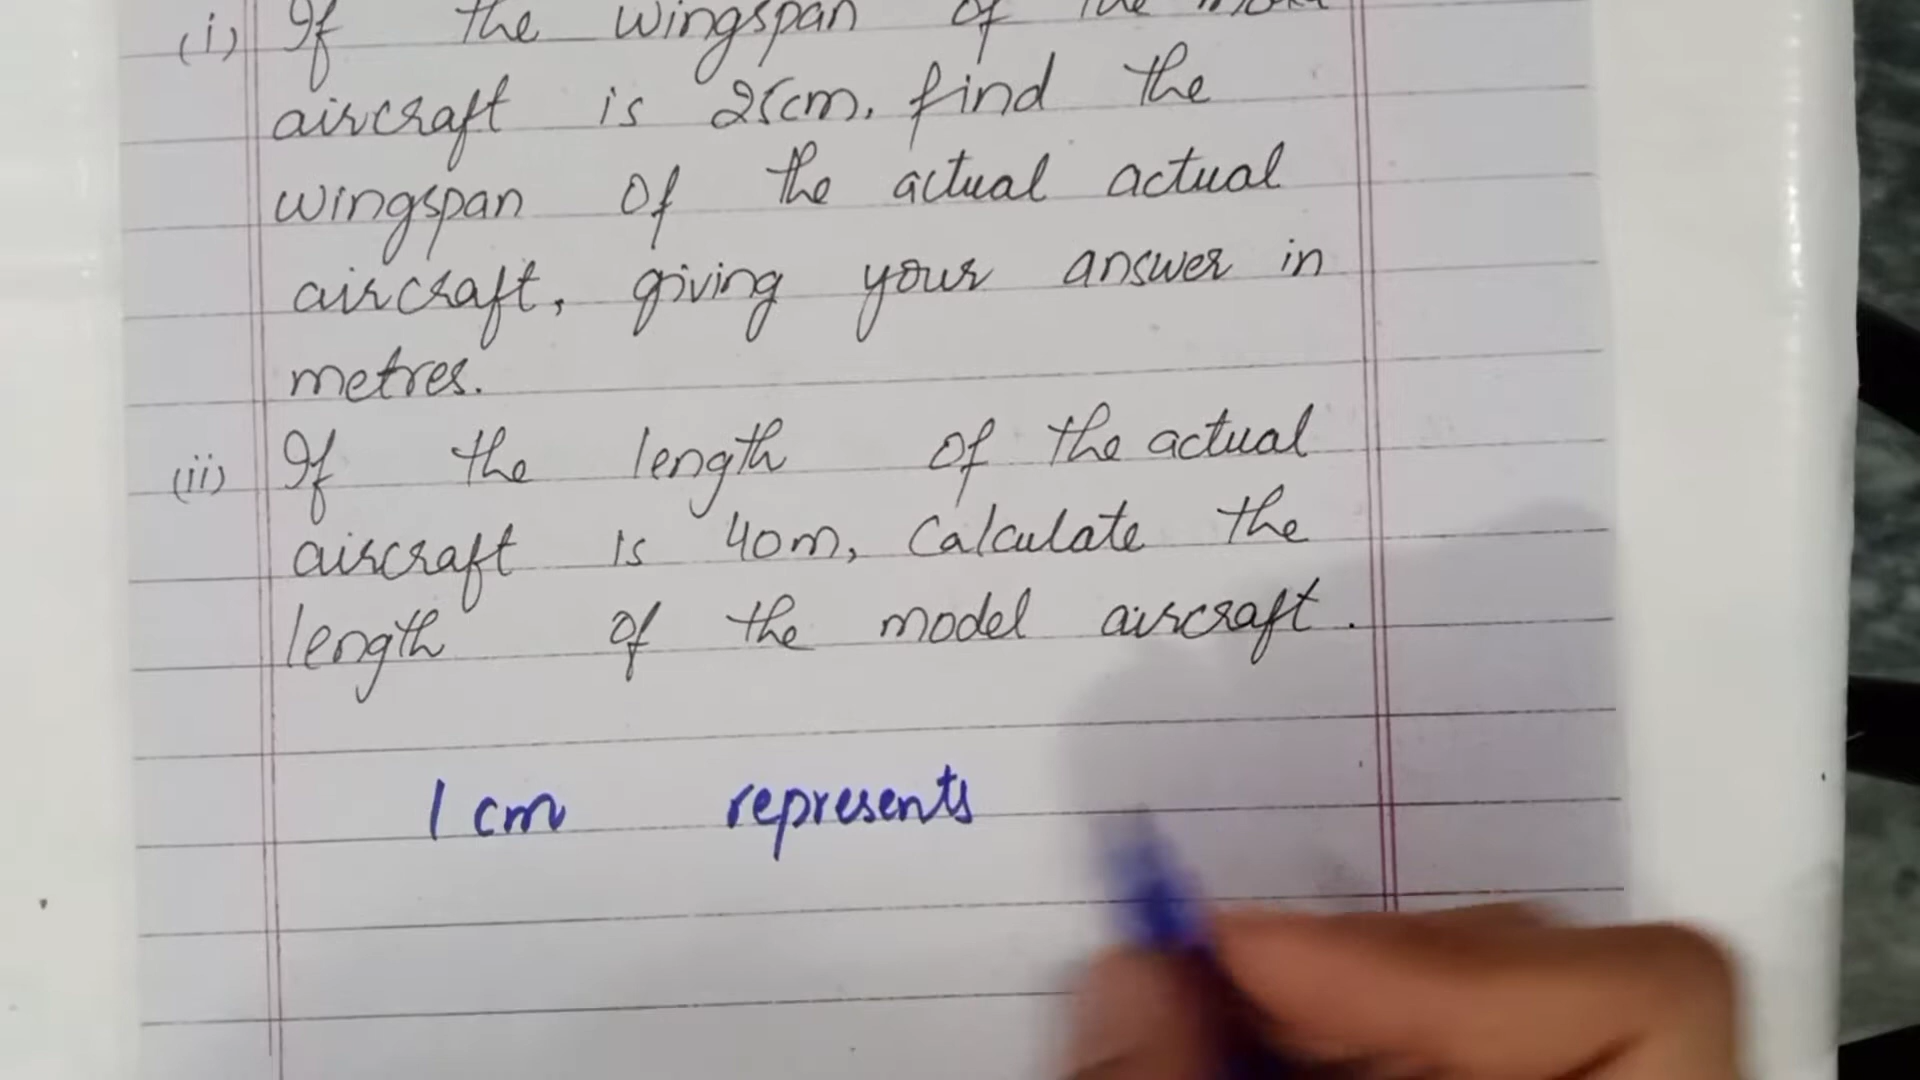 (i) If the wingspan of the
aircraft is 25cm, find the
wingspan of the actual actual
aircraft, giving your answer in
metres.
(ii) If the length of the actual
aircraft is 40m, Calculate the
length of the model aircraft.
1 cm represents